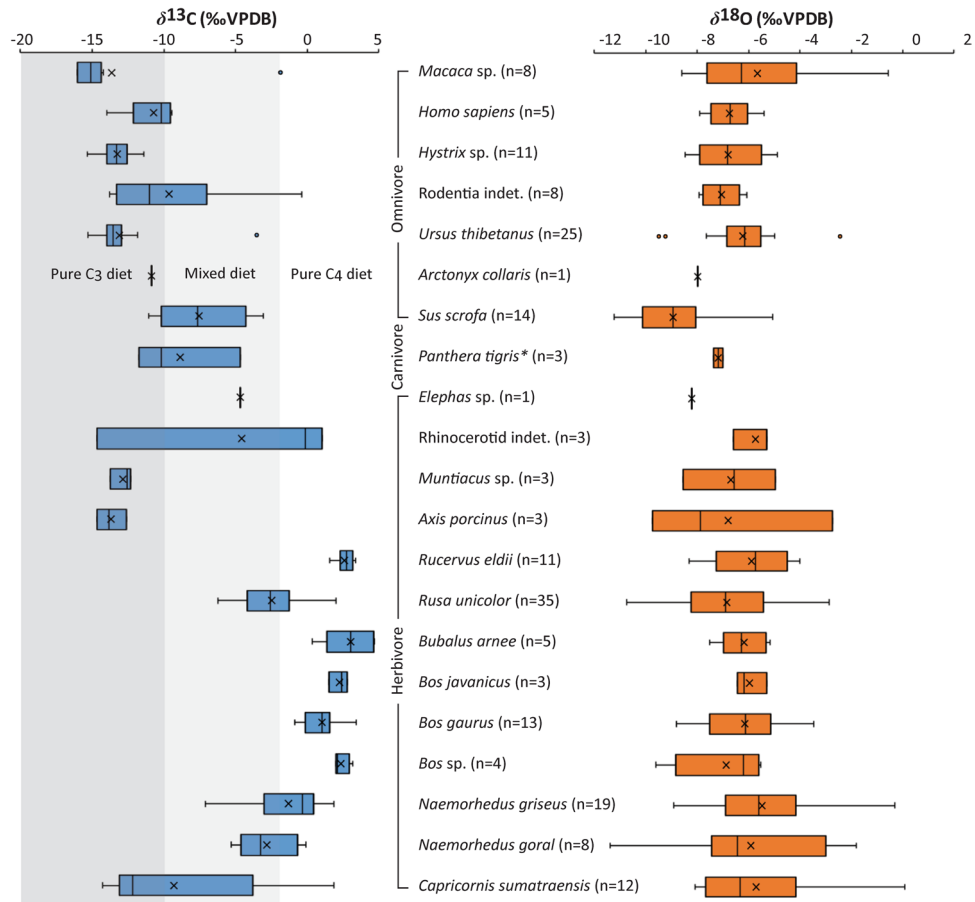 δ13C (‰VPDB)
δ18O (‰VPDB)
-20 -15 -10 -5 0 5
-12 -10 -8 -6 -4 -2 0 2
Macaca sp. (n=8)
Homo sapiens (n=5)
Hystrix sp. (n=11)
Rodentia indet. (n=8)
Ursus thibetanus (n=25)
Pure C3 diet Mixed diet Pure C4 diet
Arctonyx collaris (n=1)
Sus scrofa (n=14)
Panthera tigris* (n=3)
Elephas sp. (n=1)
Rhinocerotid indet. (n=3)
Muntiacus sp. (n=3)
Axis porcinus (n=3)
Rucervus eldii (n=11)
Rusa unicolor (n=35)
Bubalus arnee (n=5)
Bos javanicus (n=3)
Bos gaurus (n=13)
Bos sp. (n=4)
Naemorhedus griseus (n=19)
Naemorhedus goral (n=8)
Capricornis sumatraensis (n=12)
Omnivore
Carnivore
Herbivore